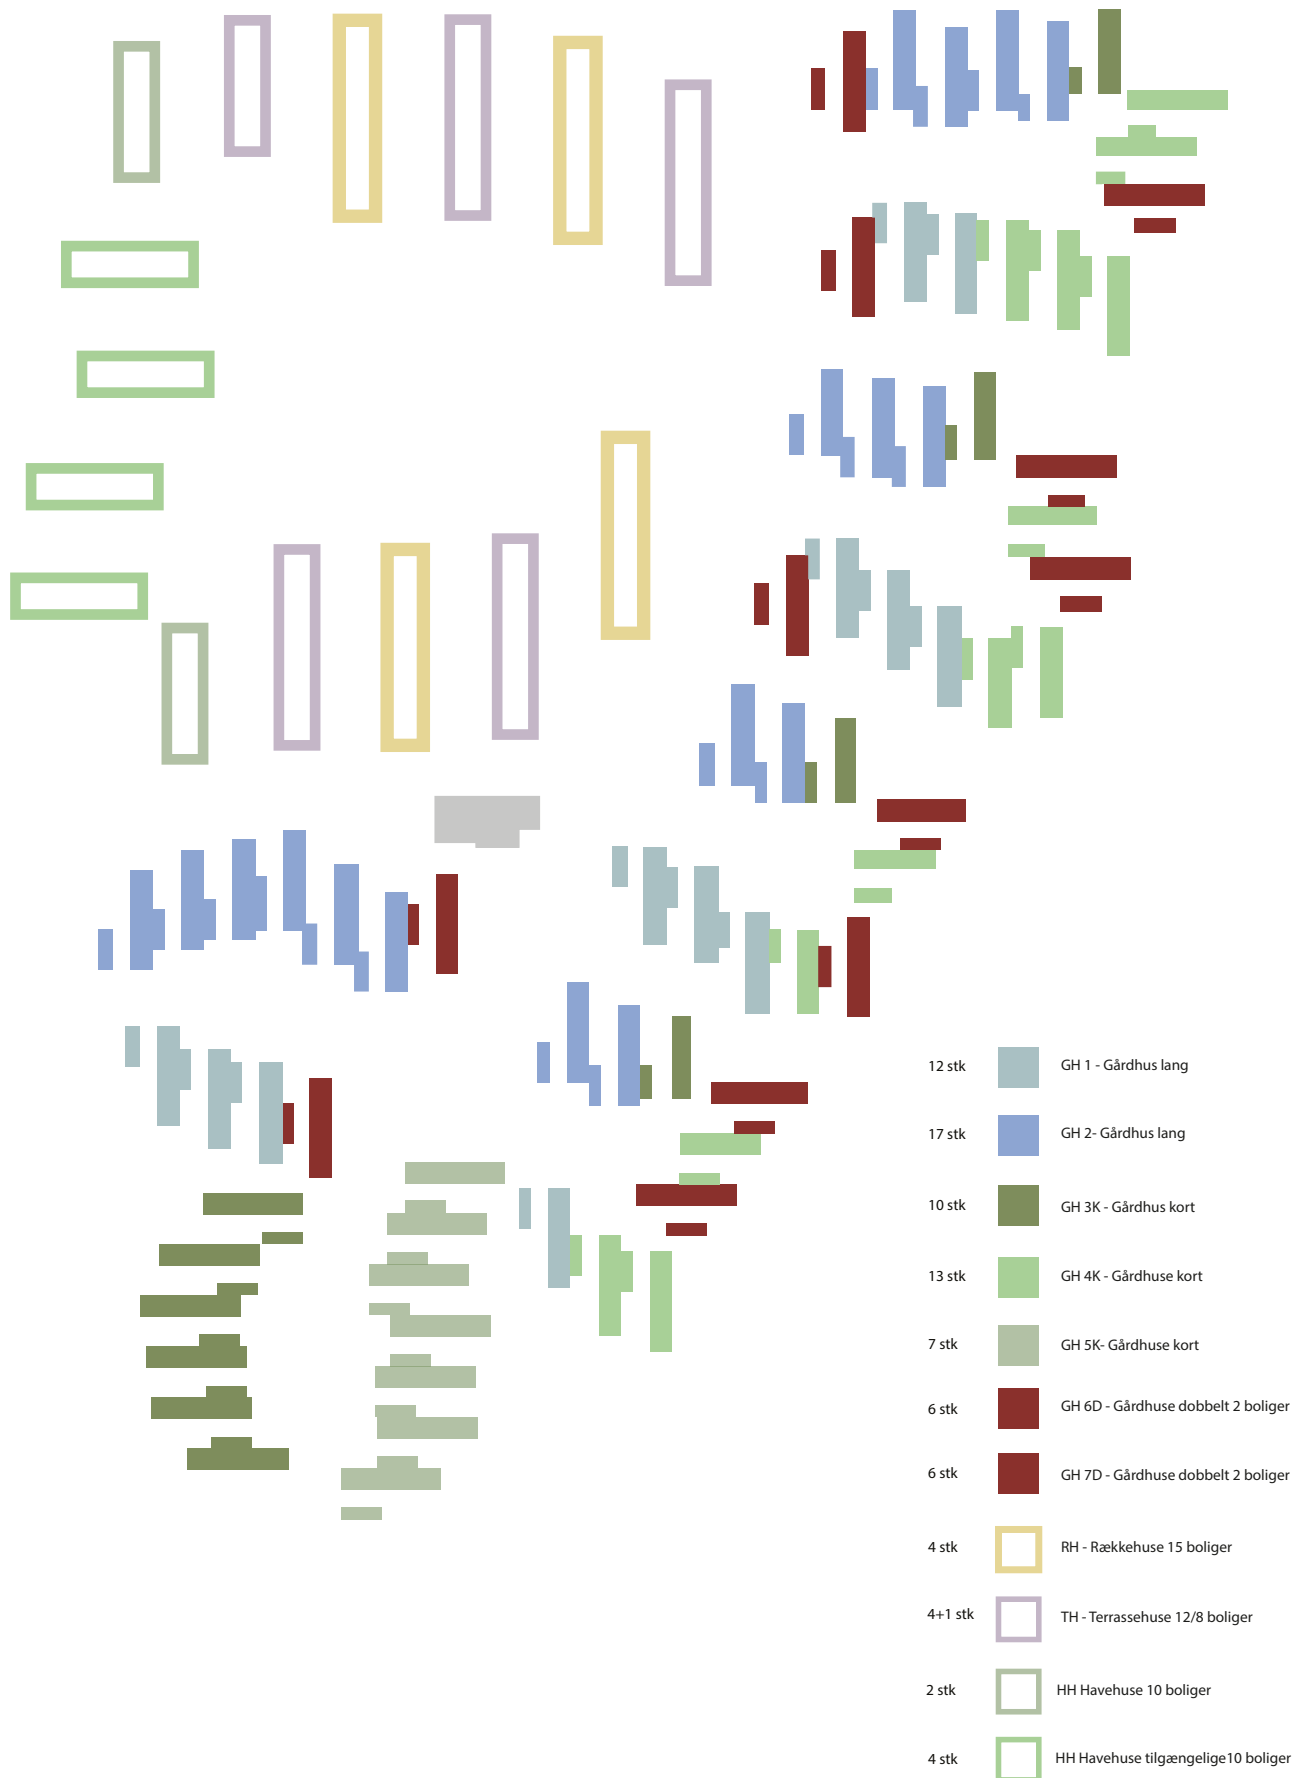 12 stk GH 1 - Gårdhus lang
17 stk GH 2- Gårdhus lang
10 stk GH 3K - Gårdhus kort
13 stk GH 4K - Gårdhuse kort
7 stk GH 5K- Gårdhuse kort
6 stk GH 6D - Gårdhuse dobbelt 2 boliger
6 stk GH 7D - Gårdhuse dobbelt 2 boliger
4 stk RH - Rækkehuse 15 boliger
4+1 stk TH - Terrassehuse 12/8 boliger
2 stk HH Havehuse 10 boliger
4 stk HH Havehuse tilgængelige10 boliger